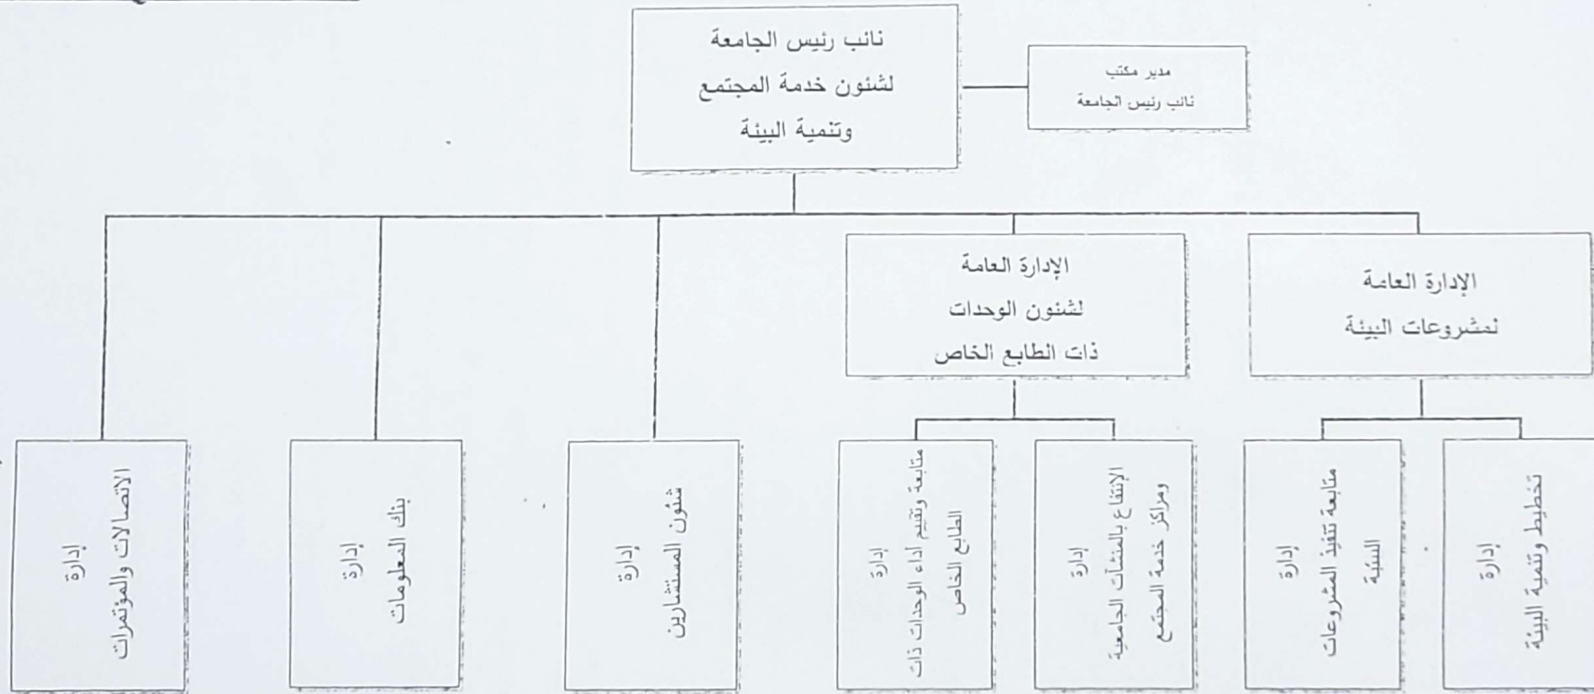 نائب رئيس الجامعة
لشئون خدمة المجتمع
وتنمية البيئة
مدير مكتب
نائب رئيس الجامعة
الإدارة العامة
لمشروعات البيئة
الإدارة العامة
لشئون الوحدات
ذات الطابع الخاص
إدارة
تخطيط وتنمية البيئة
إدارة
متابعة تنفيذ المشروعات
البيئية
إدارة
الإنتفاع بالمنشآت الجامعية
ومراكز خدمة المجتمع
إدارة
متابعة وتقييم أداء الوحدات ذات
الطابع الخاص
إدارة
شئون المستشارين
إدارة
بنك المعلومات
إدارة
الاتصالات والمؤتمرات